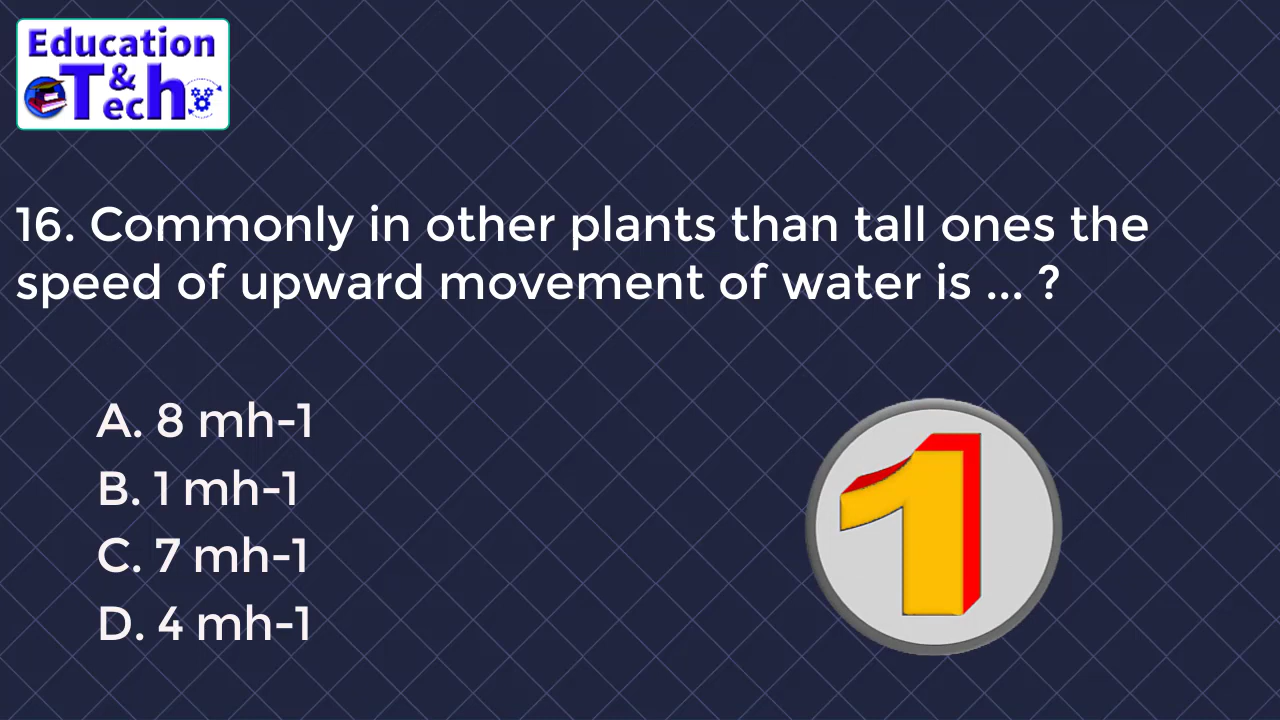 Education
&
Tech
16. Commonly in other plants than tall ones the
speed of upward movement of water is ... ?
A. 8 mh-1
B. 1 mh-1
C. 7 mh-1
D. 4 mh-1
1